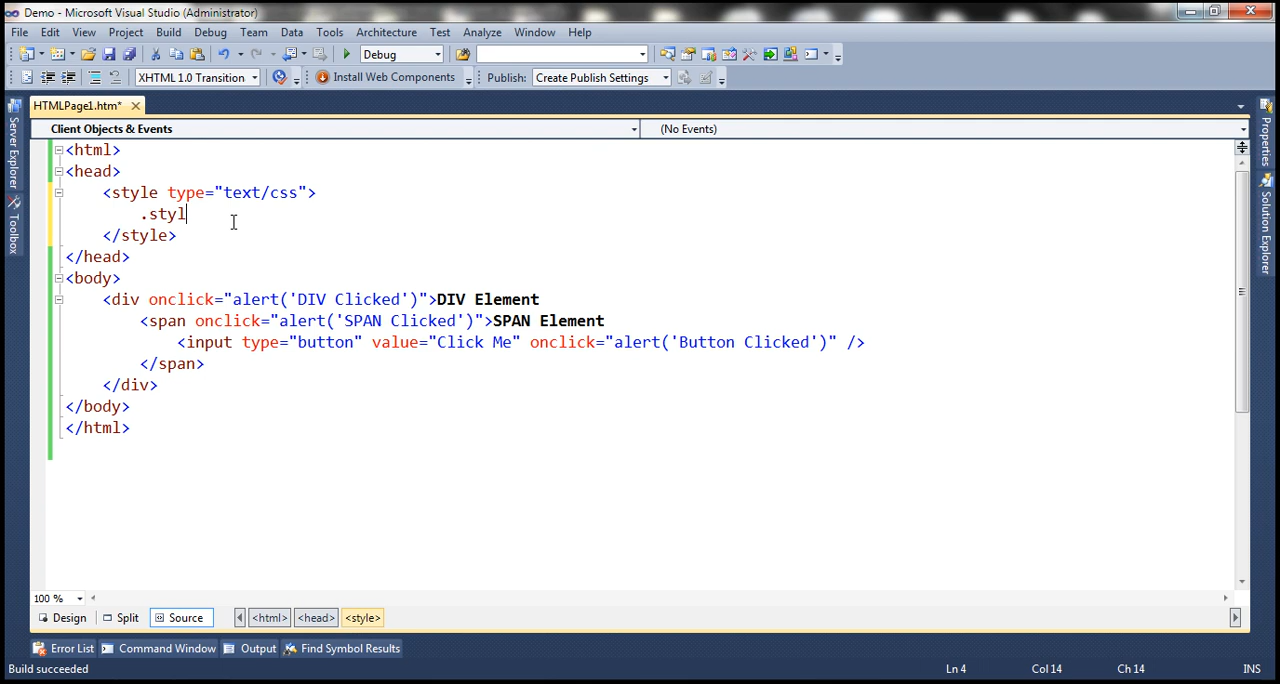 Demo - Microsoft Visual Studio (Administrator)
File Edit View Project Build Debug Team Data Tools Architecture Test Analyze Window Help
Debug
XHTML 1.0 Transition Install Web Components Publish: Create Publish Settings
HTMLPage1.htm*
Client Objects & Events (No Events)
Server Explorer
Toolbox
Properties
Solution Explorer
<html>
<head>
<style type="text/css">
.styl
</style>
</head>
<body>
<div onclick="alert('DIV Clicked')">DIV Element
<span onclick="alert('SPAN Clicked')">SPAN Element
<input type="button" value="Click Me" onclick="alert('Button Clicked')" />
</span>
</div>
</body>
</html>
100 %
Design Split Source <html> <head> <style>
Error List Command Window Output Find Symbol Results
Build succeeded Ln 4 Col 14 Ch 14 INS